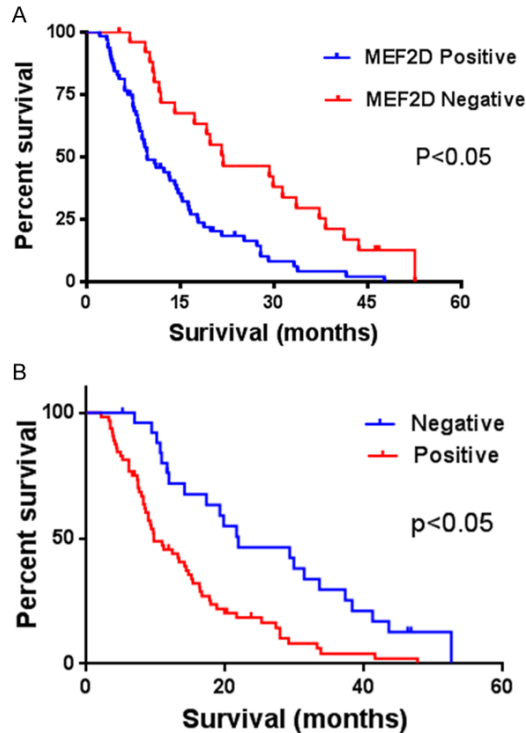 A
100
75
50
25
0
Percent survival
MEF2D Positive
MEF2D Negative
P<0.05
0 15 30 45 60
Surivival (months)
B
100
50
0
Percent survival
Negative
Positive
p<0.05
0 20 40 60
Survival (months)